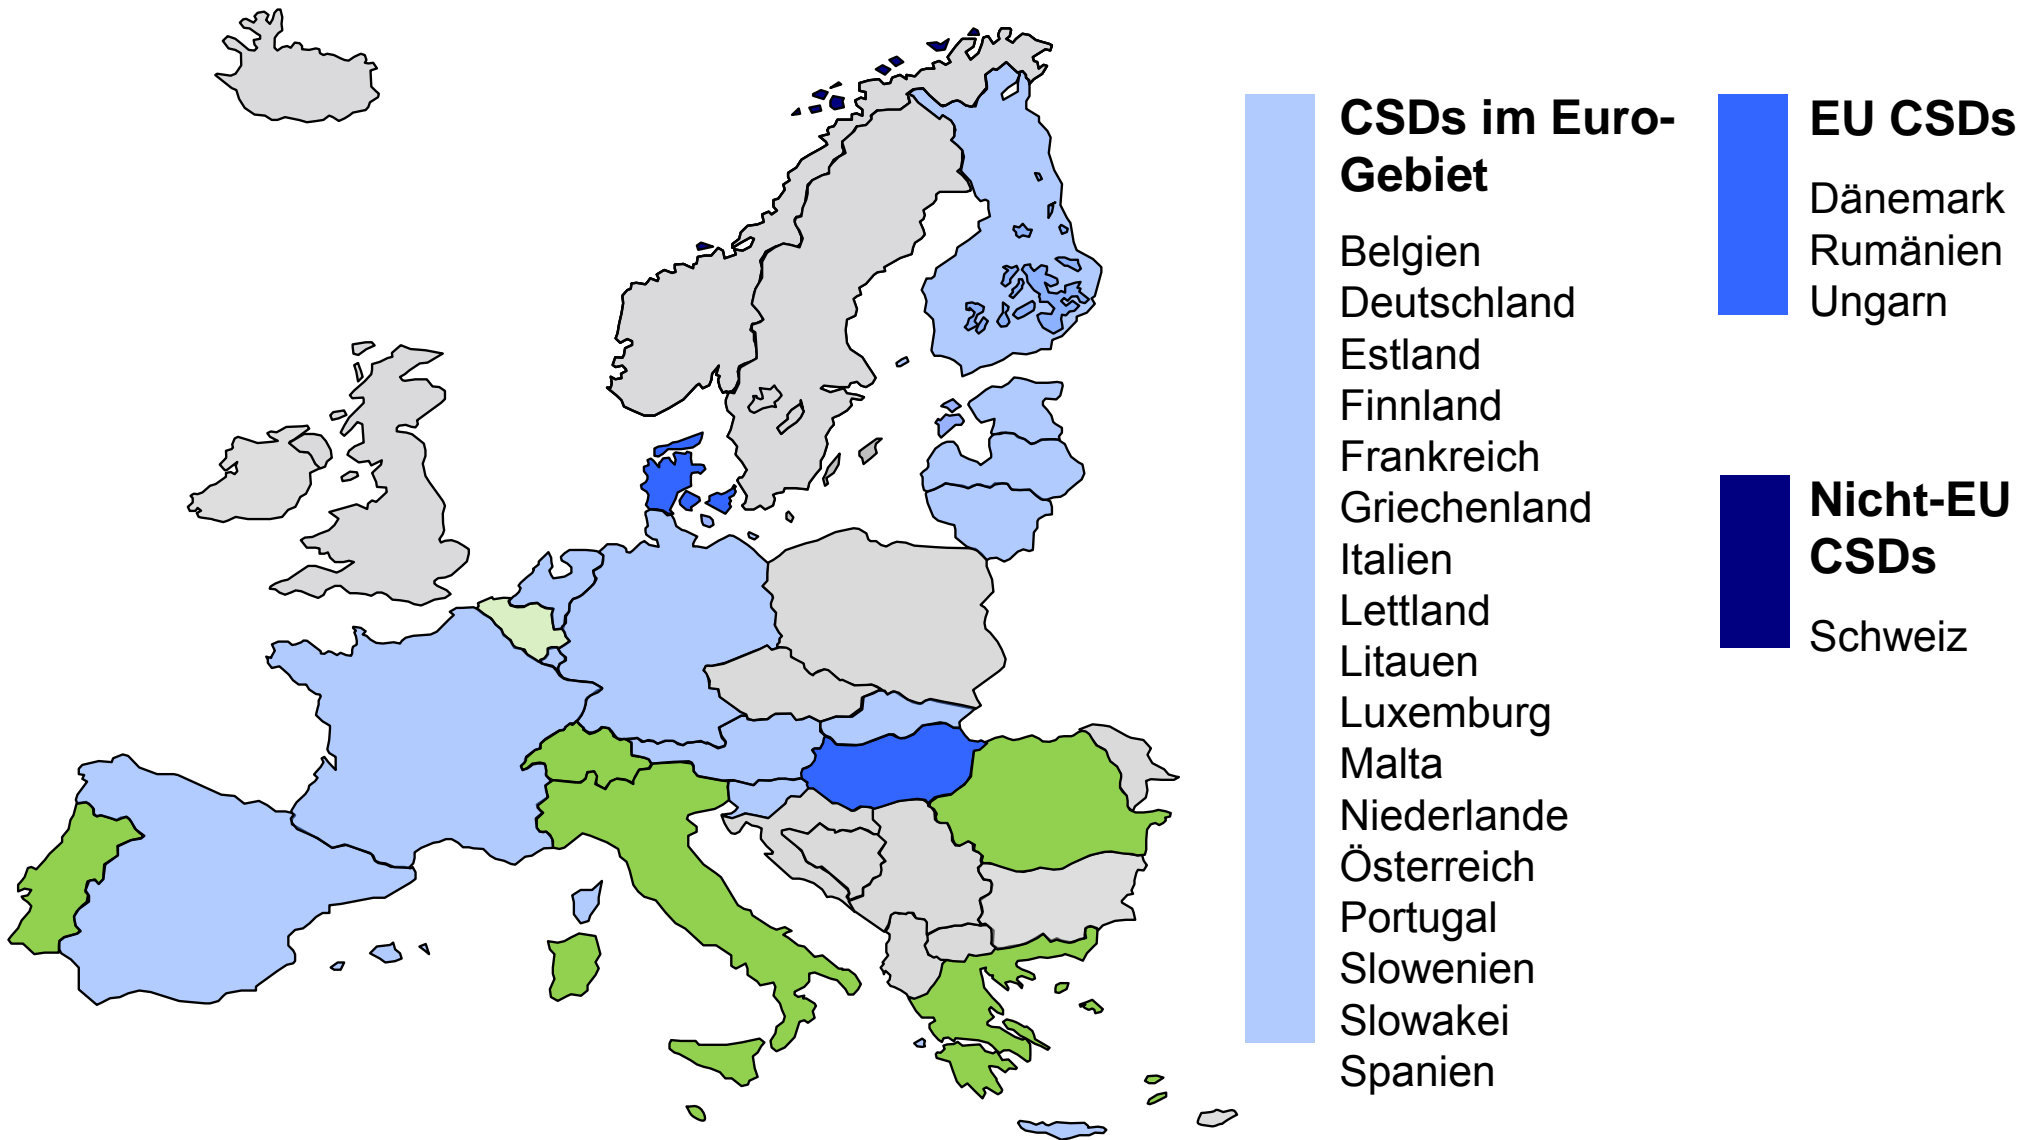 CSDs im Euro-
Gebiet
Belgien
Deutschland
Estland
Finnland
Frankreich
Griechenland
Italien
Lettland
Litauen
Luxemburg
Malta
Niederlande
Österreich
Portugal
Slowenien
Slowakei
Spanien
EU CSDs
Dänemark
Rumänien
Ungarn
Nicht-EU
CSDs
Schweiz